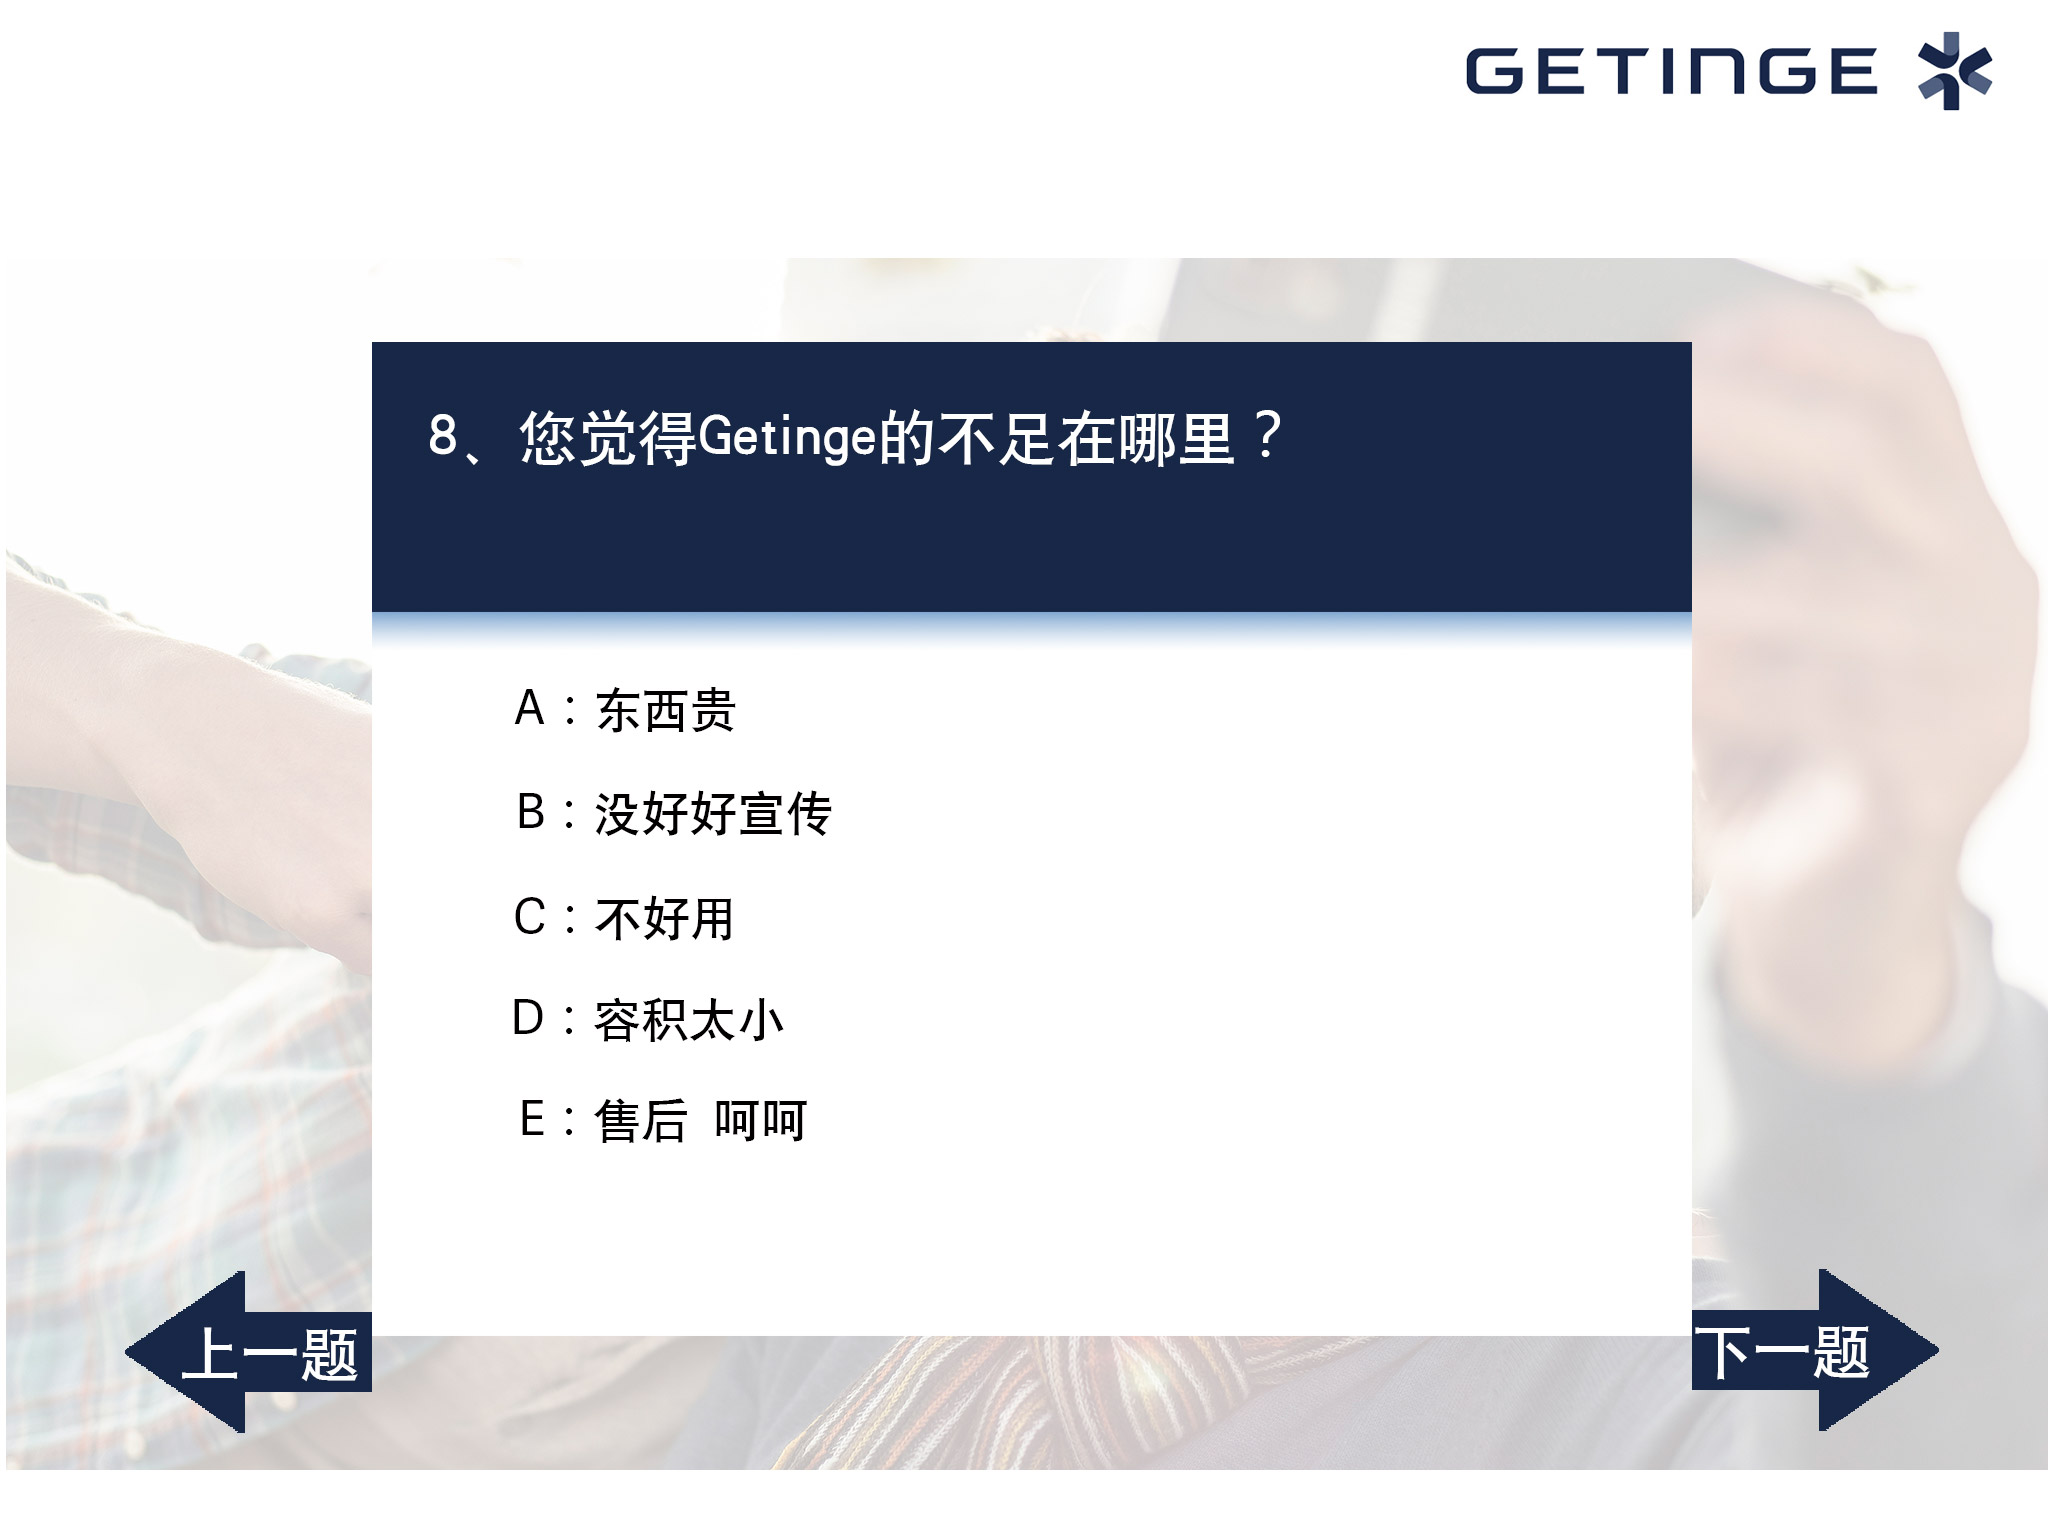 GETINGE
8、您觉得Getinge的不足在哪里？
A：东西贵
B：没好好宣传
C：不好用
D：容积太小
E：售后 呵呵
上一题
下一题